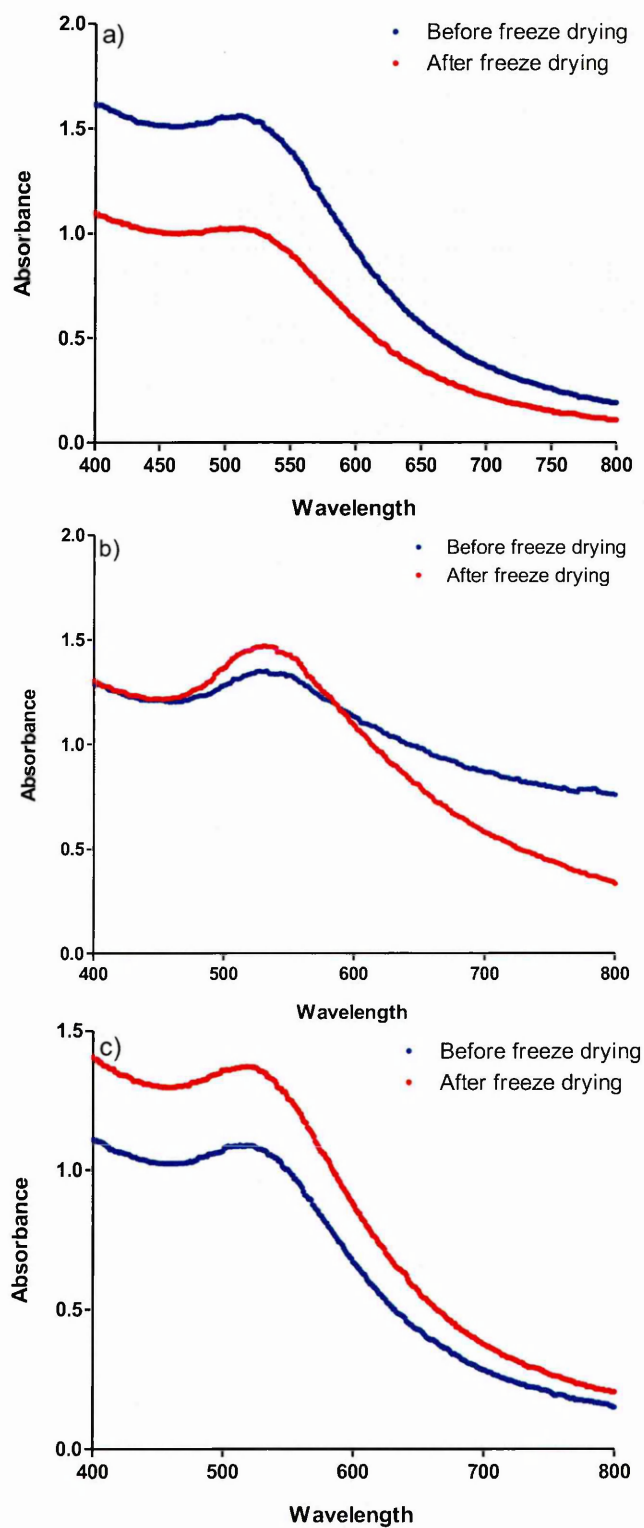 a)
Before freeze drying
After freeze drying
2.0
1.5
1.0
0.5
0.0
Absorbance
400 450 500 550 600 650 700 750 800
Wavelength
b)
Before freeze drying
After freeze drying
2.0
1.5
1.0
0.5
0.0
Absorbance
400 500 600 700 800
Wavelength
c)
Before freeze drying
After freeze drying
1.5
1.0
0.5
0.0
Absorbance
400 500 600 700 800
Wavelength